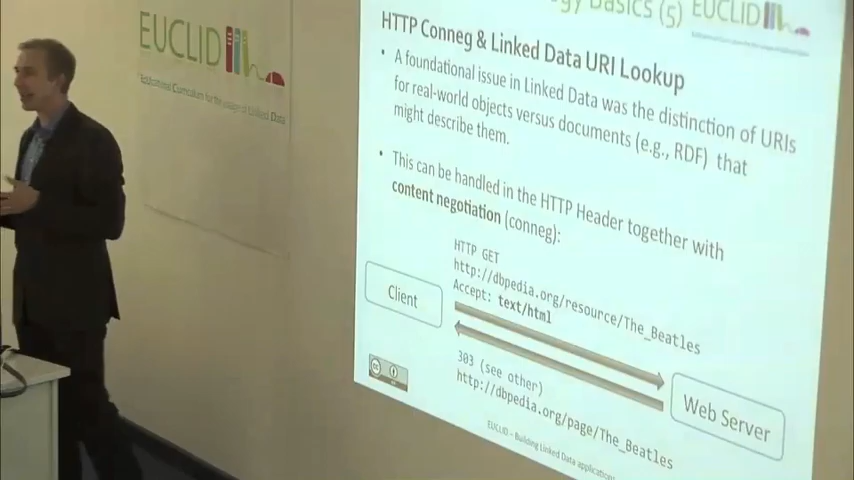 EUCLID
Educational Curriculum for the usage of Linked Data
Basics (5)
EUCLID
HTTP Conneg & Linked Data URI Lookup
• A foundational issue in Linked Data was the distinction of URIs
for real-world objects versus documents (e.g., RDF) that
might describe them.
• This can be handled in the HTTP Header together with
content negotiation (conneg):
HTTP GET
http://dbpedia.org/resource/The_Beatles
Accept: text/html
Client
303 (see other)
http://dbpedia.org/page/The_Beatles
Web Server
cc
EUCLID – Building Linked Data applications